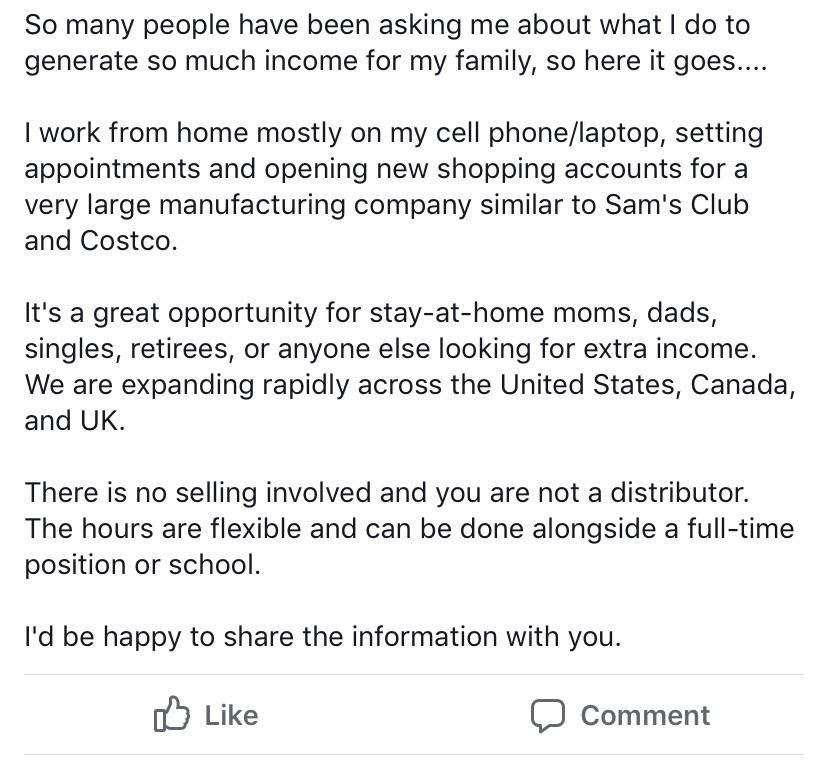 So many people have been asking me about what I do to
generate so much income for my family, so here it goes....
I work from home mostly on my cell phone/laptop, setting
appointments and opening new shopping accounts for a
very large manufacturing company similar to Sam's Club
and Costco.
It's a great opportunity for stay-at-home moms, dads,
singles, retirees, or anyone else looking for extra income.
We are expanding rapidly across the United States, Canada,
and UK.
There is no selling involved and you are not a distributor.
The hours are flexible and can be done alongside a full-time
position or school.
I'd be happy to share the information with you.
Like
Comment